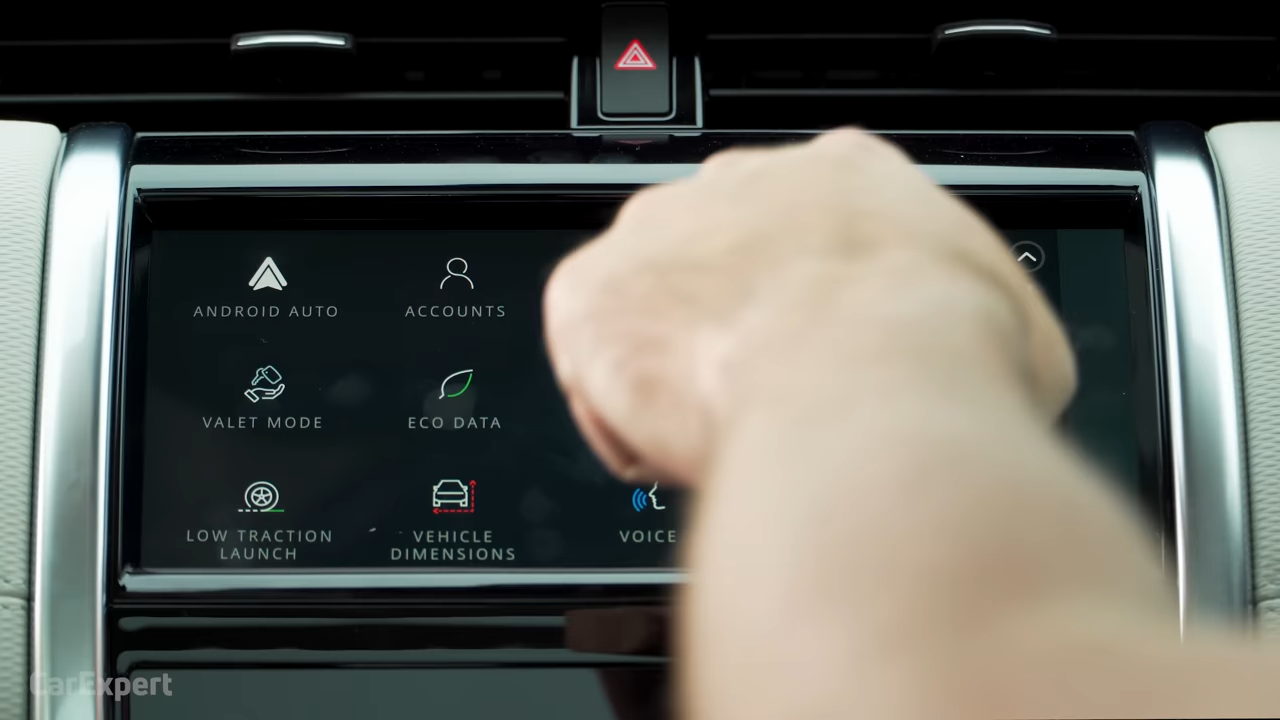 ANDROID AUTO
ACCOUNTS
VALET MODE
ECO DATA
LOW TRACTION
LAUNCH
VEHICLE
DIMENSIONS
VOICE
CarExpert